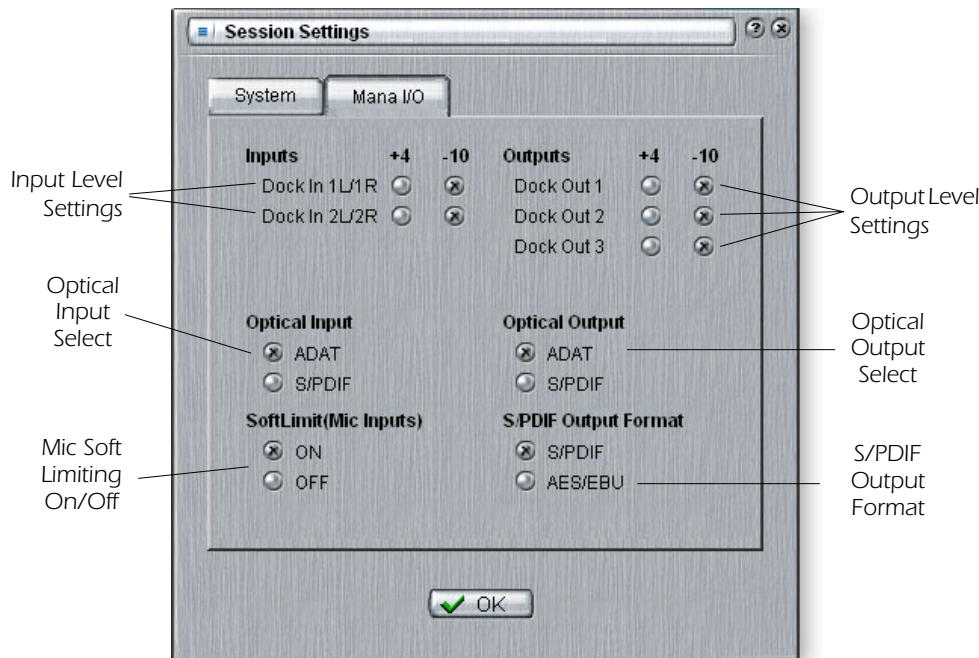 Session Settings
System
Mana I/O
Inputs +4 -10
Dock In 1L/1R
Dock In 2L/2R
Outputs +4 -10
Dock Out 1
Dock Out 2
Dock Out 3
Input Level
Settings
Output Level
Settings
Optical
Input
Select
Optical Input
ADAT
S/PDIF
Optical Output
ADAT
S/PDIF
Optical
Output
Select
Mic Soft
Limiting
On/Off
SoftLimit(Mic Inputs)
ON
OFF
S/PDIF Output Format
S/PDIF
AES/EBU
S/PDIF
Output
Format
OK